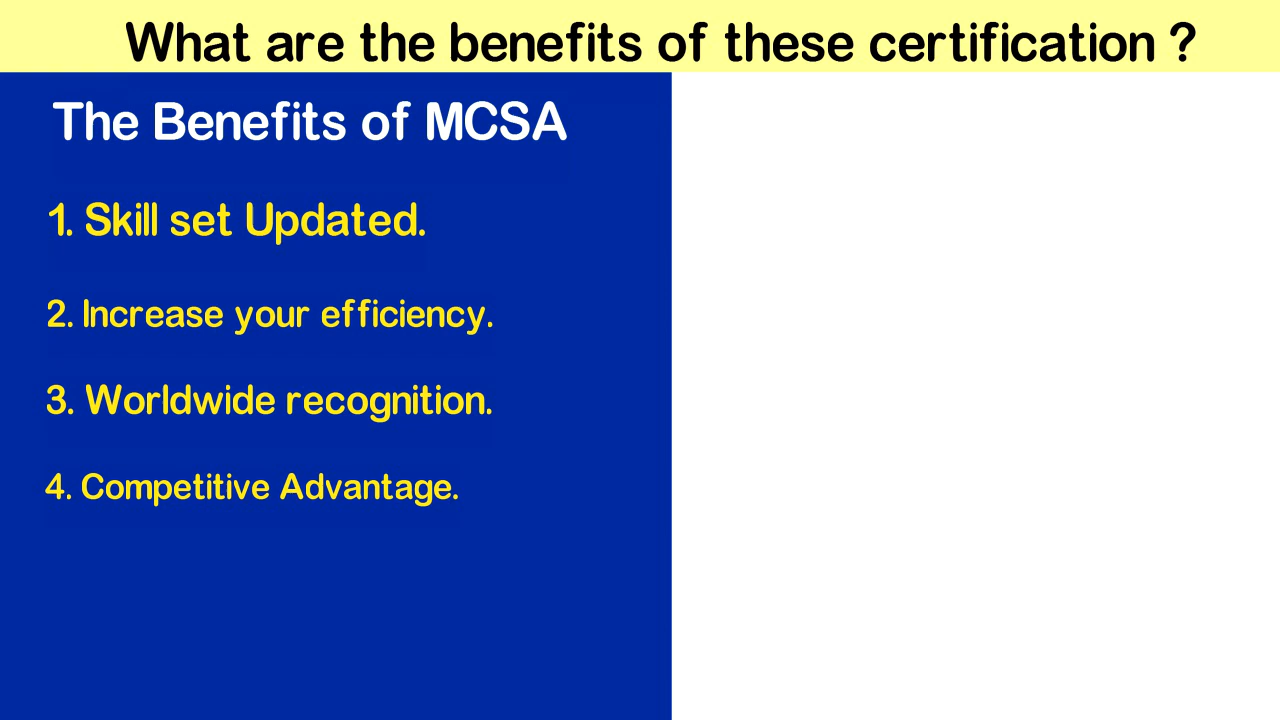 What are the benefits of these certification ?
The Benefits of MCSA
1. Skill set Updated.
2. Increase your efficiency.
3. Worldwide recognition.
4. Competitive Advantage.